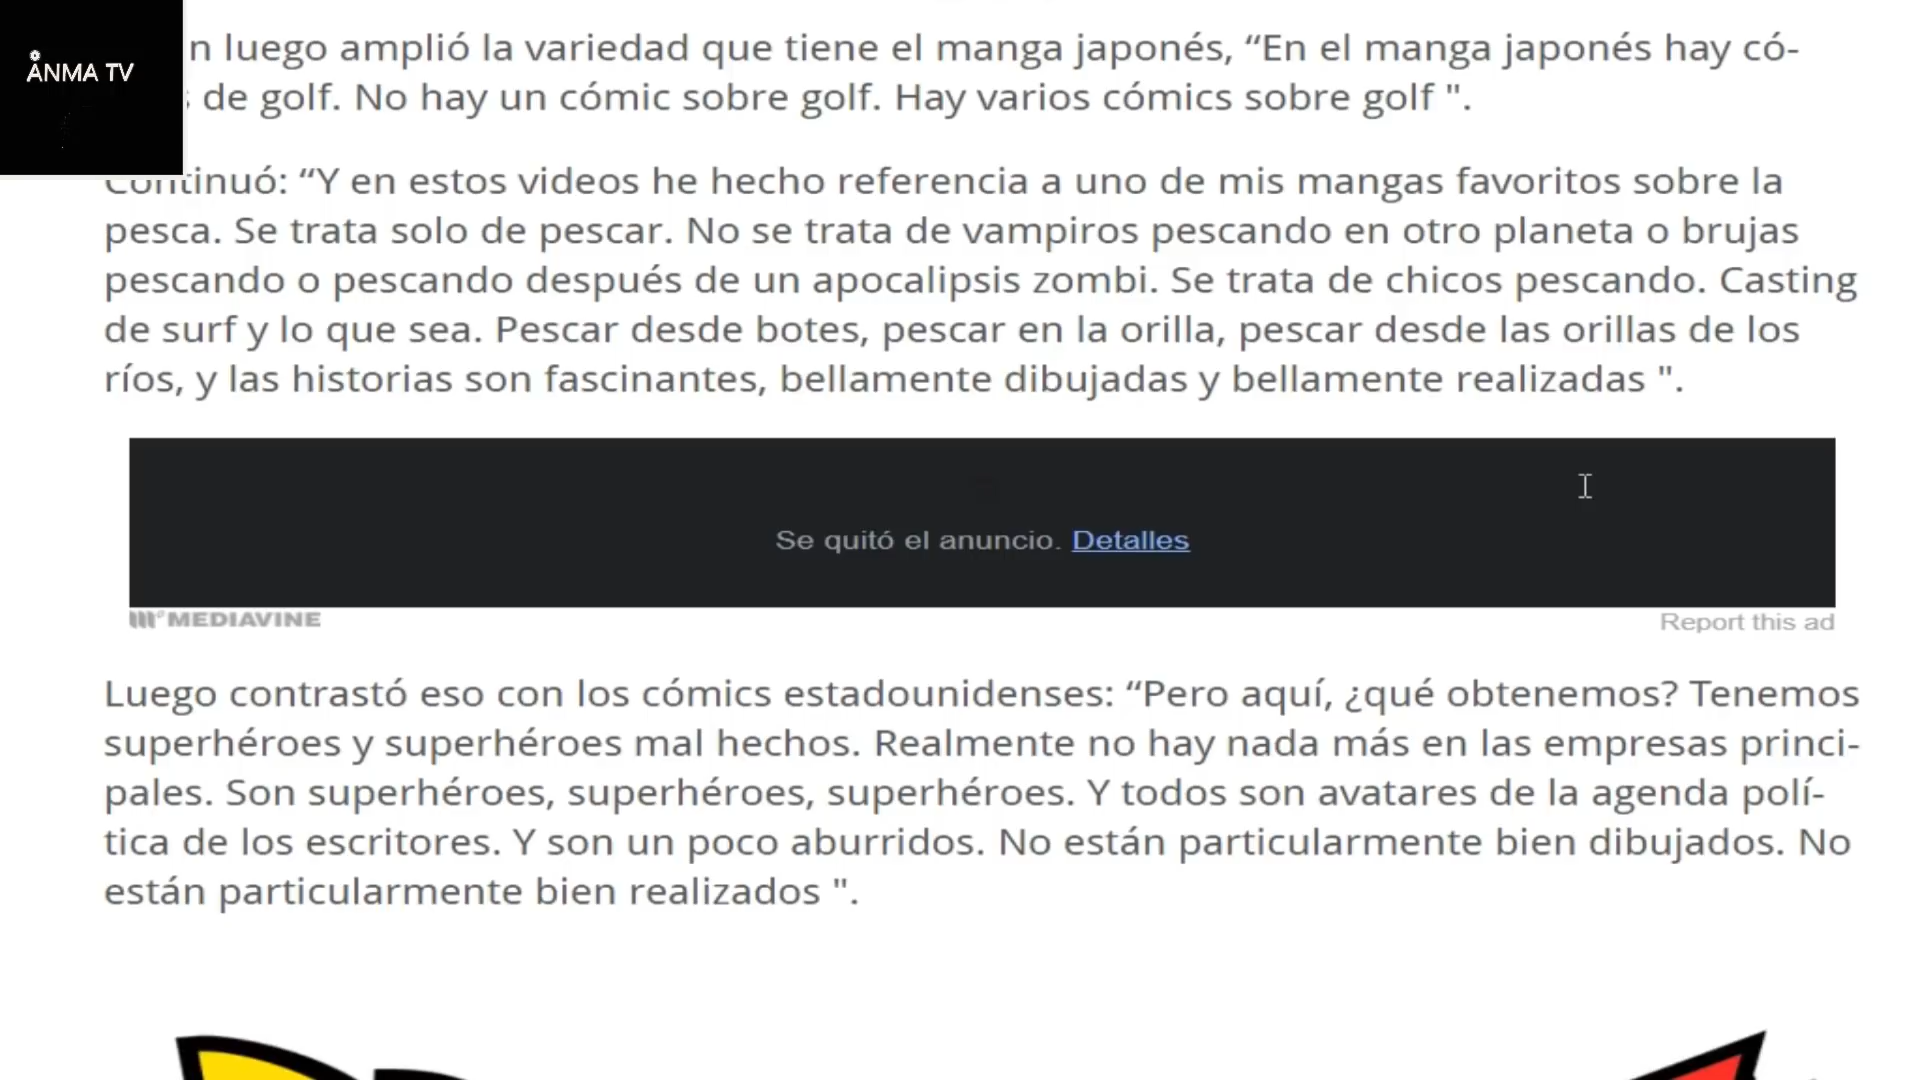 ÅNMA TV
n luego amplió la variedad que tiene el manga japonés, “En el manga japonés hay có-
de golf. No hay un cómic sobre golf. Hay varios cómics sobre golf ".
Continuó: “Y en estos videos he hecho referencia a uno de mis mangas favoritos sobre la
pesca. Se trata solo de pescar. No se trata de vampiros pescando en otro planeta o brujas
pescando o pescando después de un apocalipsis zombi. Se trata de chicos pescando. Casting
de surf y lo que sea. Pescar desde botes, pescar en la orilla, pescar desde las orillas de los
ríos, y las historias son fascinantes, bellamente dibujadas y bellamente realizadas ".
Se quitó el anuncio. Detalles
MEDIAVINE
Report this ad
Luego contrastó eso con los cómics estadounidenses: “Pero aquí, ¿qué obtenemos? Tenemos
superhéroes y superhéroes mal hechos. Realmente no hay nada más en las empresas princi-
pales. Son superhéroes, superhéroes, superhéroes. Y todos son avatares de la agenda polí-
tica de los escritores. Y son un poco aburridos. No están particularmente bien dibujados. No
están particularmente bien realizados ".